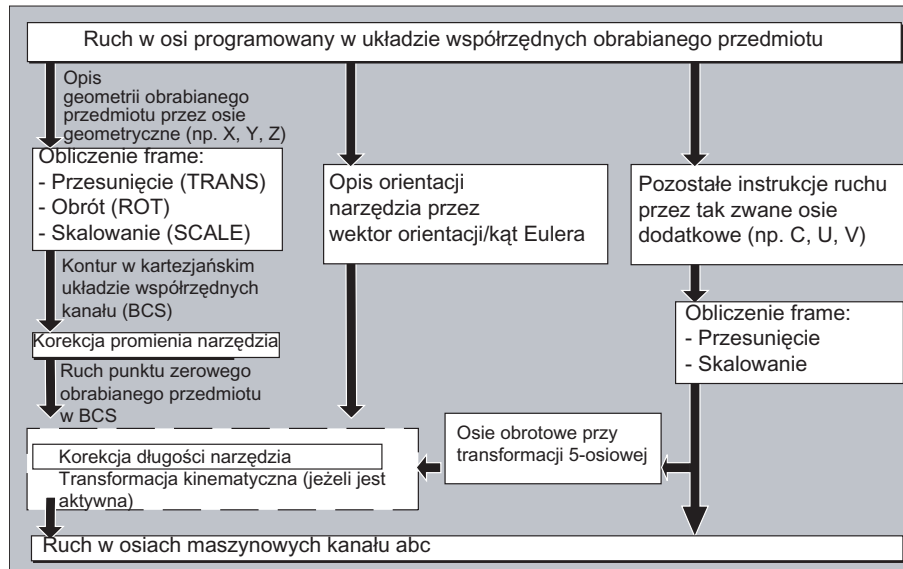 Ruch w osi programowany w układzie współrzędnych obrabianego przedmiotu
Opis
geometrii obrabianego
przedmiotu przez osie
geometryczne (np. X, Y, Z)
Obliczenie frame:
- Przesunięcie (TRANS)
- Obrót (ROT)
- Skalowanie (SCALE)
Kontur w kartezjańskim
układzie współrzędnych
kanału (BCS)
Korekcja promienia narzędzia
Ruch punktu zerowego
obrabianego przedmiotu
w BCS
Opis orientacji
narzędzia przez
wektor orientacji/kąt Eulera
Pozostałe instrukcje ruchu
przez tak zwane osie
dodatkowe (np. C, U, V)
Obliczenie frame:
- Przesunięcie
- Skalowanie
Osie obrotowe przy
transformacji 5-osiowej
Korekcja długości narzędzia
Transformacja kinematyczna (jeżeli jest
aktywna)
Ruch w osiach maszynowych kanału abc